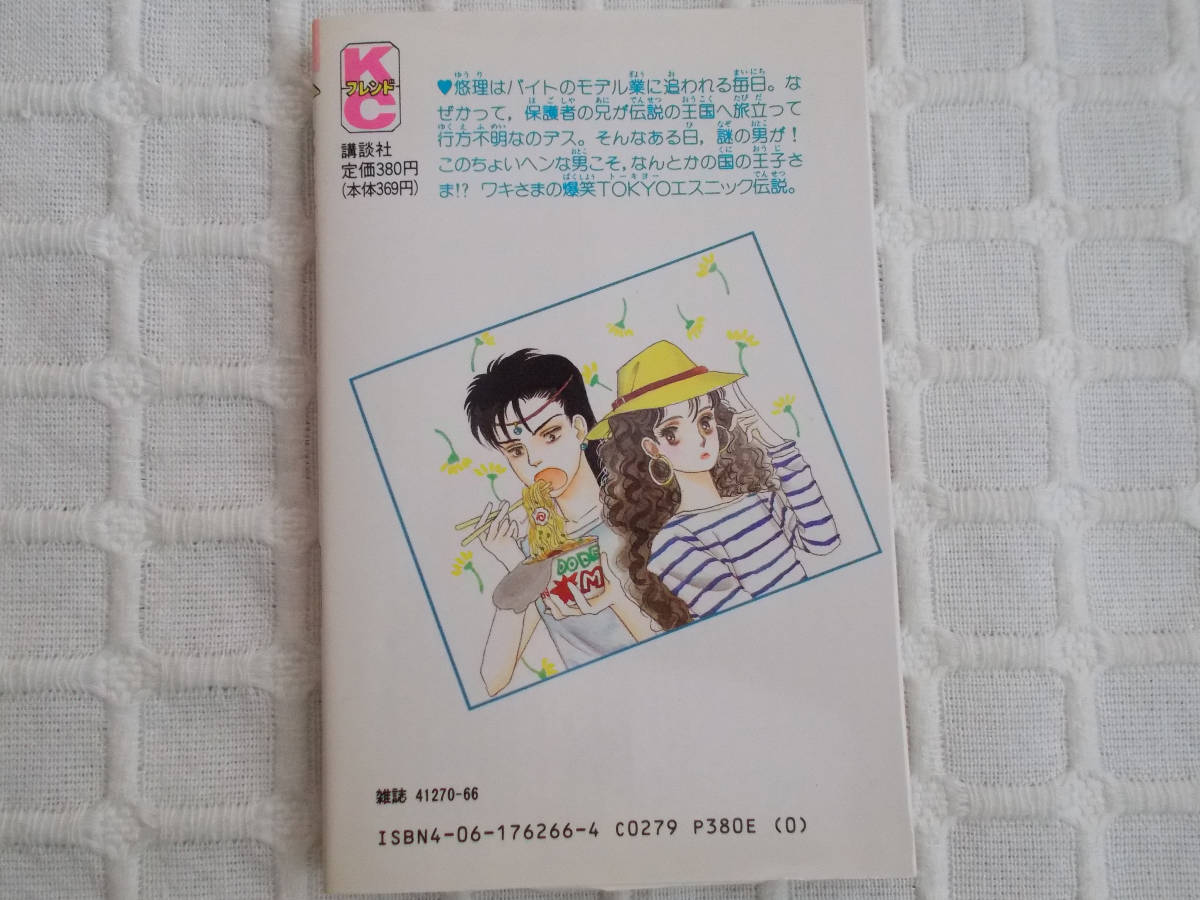 K
フレンド
C
講談社
定価380円
(本体369円)
♥悠理はバイトのモデル業に追われる毎日。な
ぜかって，保護者の兄が伝説の王国へ旅立って
行方不明なのデス。そんなある日，謎の男が！
このちょいヘンな男こそ，なんとかの国の王子さ
ま!? ワキさまの爆笑TOKYOエスニック伝説。
DODE
M
雑誌 41270-66
ISBN4-06-176266-4 C0279 P380E (0)